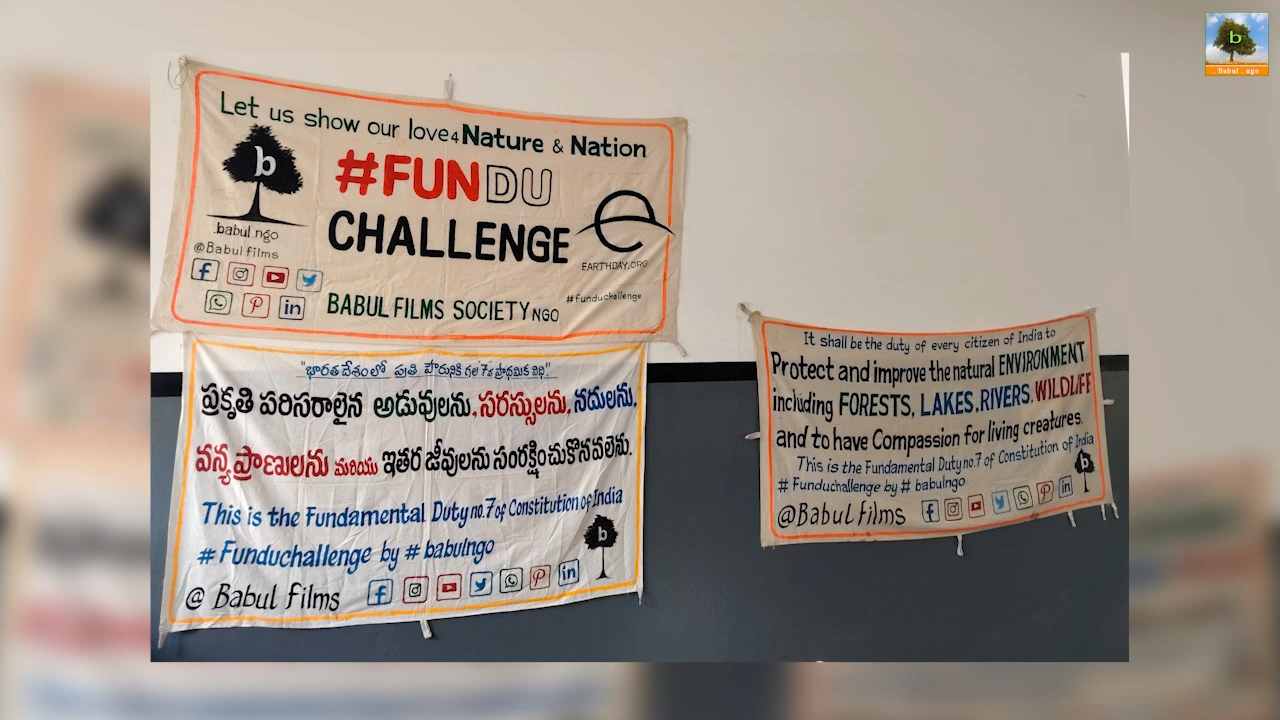 Let us show our love4 Nature & Nation
b
#FUNDU
CHALLENGE
.babul.ngo
@Babul films
EARTHDAY.ORG
#funduchallenge
BABUL FILMS SOCIETY NGO
"భారత దేశంలో ప్రతి పౌరునికి గల 7వ ప్రాథమిక విధి"
ప్రకృతి పరిసరాలైన అడువులను, సరస్సులను, నదులను,
వన్యప్రాణులను మరియు ఇతర జీవులను సంరక్షించుకొనవలెను.
This is the Fundamental Duty no.7 of Constitution of India
# Funduchallenge by # babulngo
b
@ Babul films
It shall be the duty of every citizen of India to
Protect and improve the natural ENVIRONMENT
including FORESTS, LAKES, RIVERS, WILDLIFE
and to have Compassion for living creatures.
This is the Fundamental Duty no 7 of Constitution of India
# Funduchallenge by # babulngo
b
@Babul films
b
. Babul . ngo